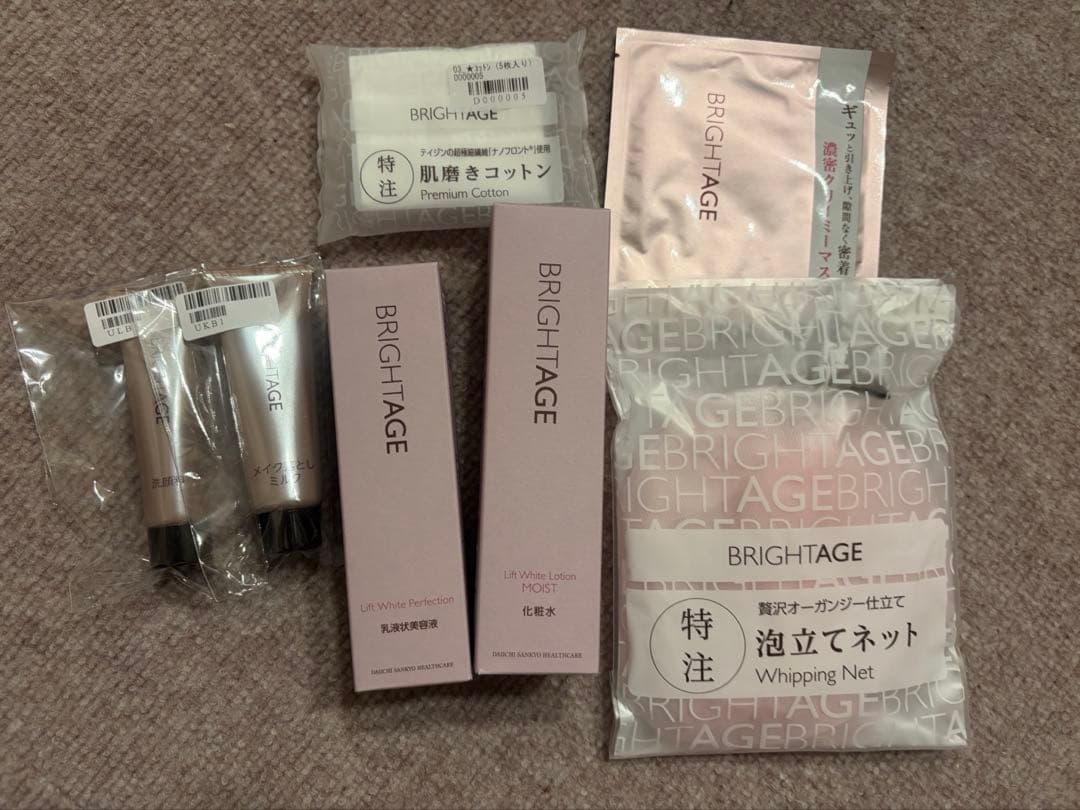 BRIGHTAGE
03_★コットン（5枚入り）
D000005
D000005
BRIGHTAGE
特注
テイジンの超極細繊維「ナノフロント®」使用
肌磨きコットン
Premium Cotton
BRIGHTAGE
ギュッと引き上げ、隙間なく密着
濃密クリーミーマス
ULB
AGE
洗顔
UKB1
BRIGHTAGE
メイク落とし
ミルク
BRIGHTAGE
Lift White Perfection
乳液状美容液
DAIICHI SANKYO HEALTHCARE
BRIGHTAGE
Lift White Lotion
MOIST
化粧水
DAIICHI SANKYO HEALTHCARE
AGEBRIGHTAGE
BRIGHTAGEBRIG
BRIGHTAGE
特注
贅沢オーガンジー仕立て
泡立てネット
Whipping Net
BRIGHTAGEBRIGHT